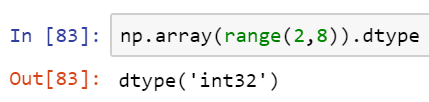 In [83]: np.array(range(2,8)).dtype
Out[83]: dtype('int32')